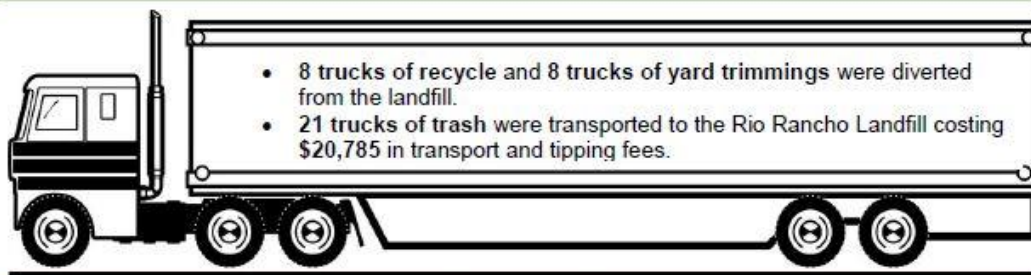 • 8 trucks of recycle and 8 trucks of yard trimmings were diverted
from the landfill.
• 21 trucks of trash were transported to the Rio Rancho Landfill costing
$20,785 in transport and tipping fees.